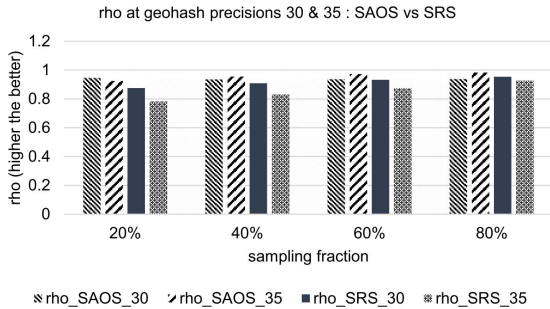 rho at geohash precisions 30 & 35 : SAOS vs SRS
rho (higher the better)
1.2
1
0.8
0.6
0.4
0.2
0
20% 40% 60% 80%
sampling fraction
rho_SAOS_30 rho_SAOS_35 rho_SRS_30 rho_SRS_35